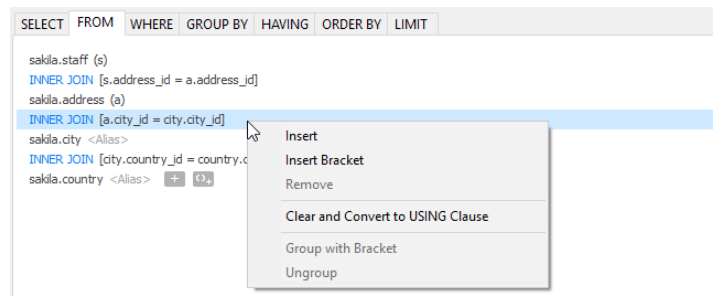 SELECT FROM WHERE GROUP BY HAVING ORDER BY LIMIT
sakila.staff (s)
INNER JOIN [s.address_id = a.address_id]
sakila.address (a)
INNER JOIN [a.city_id = city.city_id]
sakila.city <Alias>
INNER JOIN [city.country_id = country.c
sakila.country <Alias> +
Insert
Insert Bracket
Remove
Clear and Convert to USING Clause
Group with Bracket
Ungroup